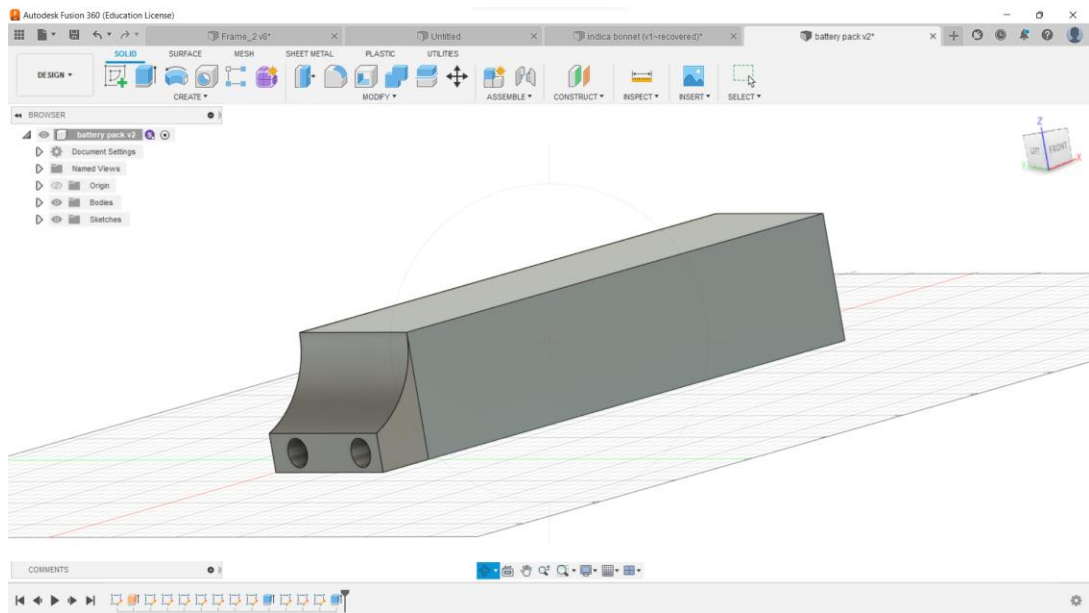 Autodesk Fusion 360 (Education License)
Frame_2 v8*
Untitled
indica bonnet (v1~recovered)*
battery pack v2*
SOLID SURFACE MESH SHEET METAL PLASTIC UTILITIES
DESIGN
CREATE MODIFY ASSEMBLE CONSTRUCT INSPECT INSERT SELECT
BROWSER
battery pack v2
Document Settings
Named Views
Origin
Bodies
Sketches
Z
LEFT FRONT
X
Y
COMMENTS